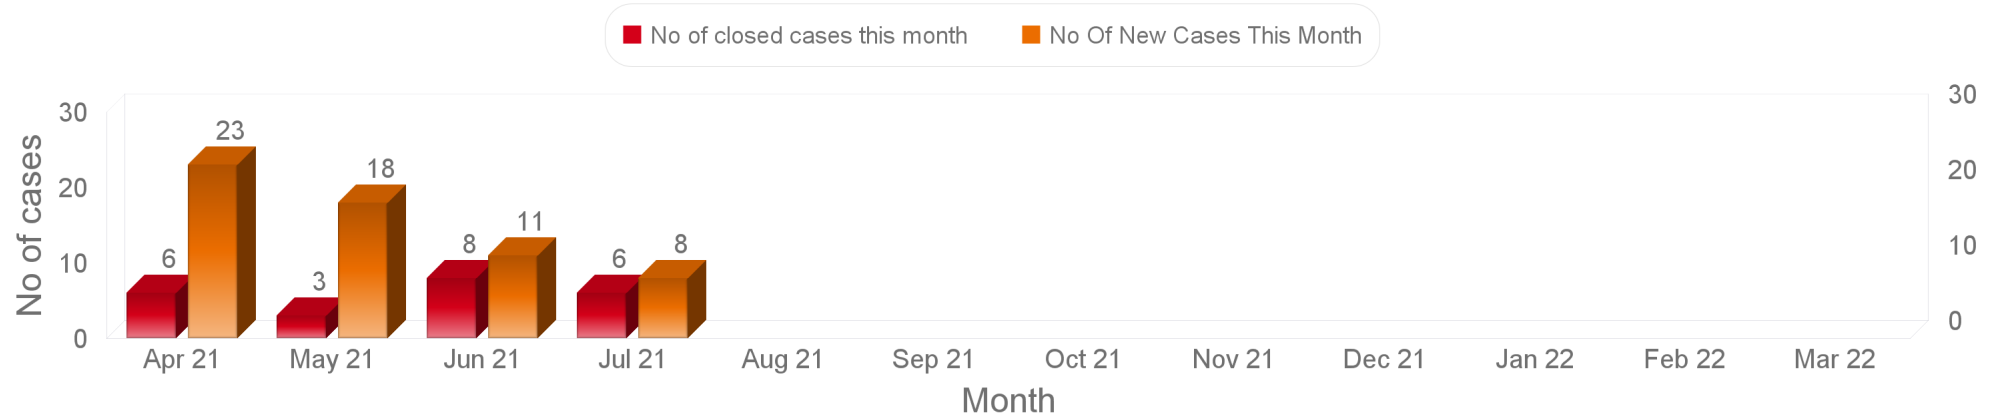 No of closed cases this month No Of New Cases This Month
No of cases
30 30
20 20
10 10
0 0
6 23 3 18 8 11 6 8
Apr 21 May 21 Jun 21 Jul 21 Aug 21 Sep 21 Oct 21 Nov 21 Dec 21 Jan 22 Feb 22 Mar 22
Month